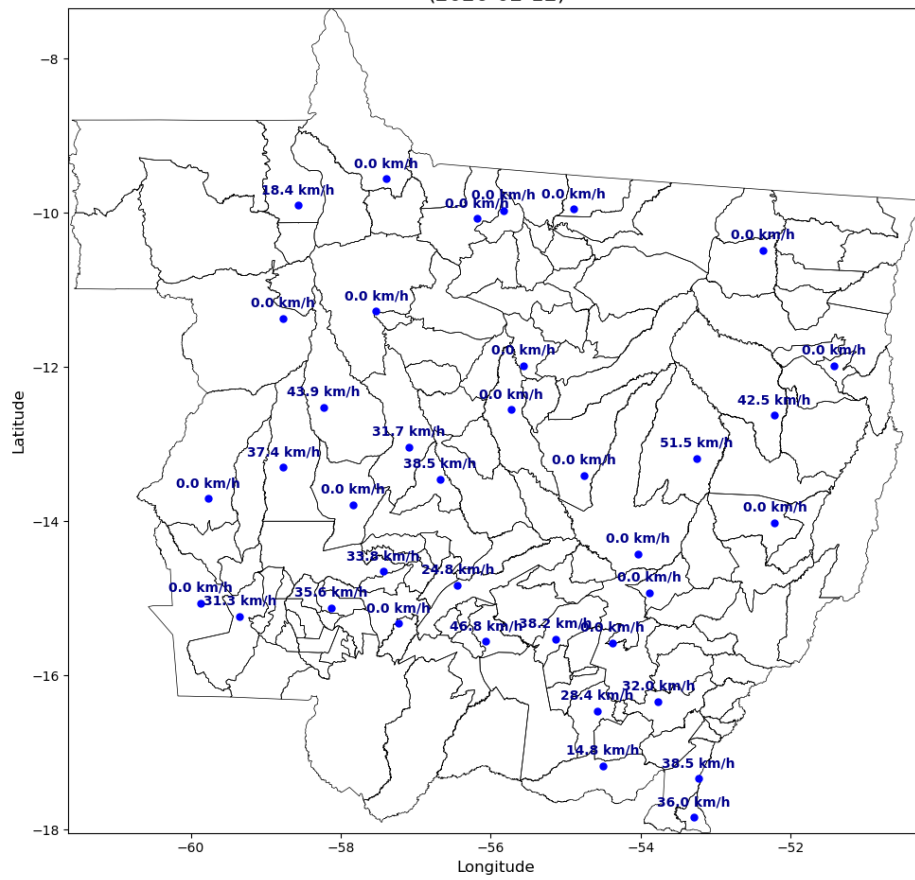 −8
0.0 km/h
18.4 km/h
0.0 km/h
0.0 km/h
0.0 km/h
−10
0.0 km/h
0.0 km/h
0.0 km/h
0.0 km/h
0.0 km/h
−12
43.9 km/h
0.0 km/h
42.5 km/h
31.7 km/h
37.4 km/h
38.5 km/h
51.5 km/h
Latitude
0.0 km/h
0.0 km/h
0.0 km/h
0.0 km/h
−14
33.8 km/h
0.0 km/h
24.8 km/h
0.0 km/h
0.0 km/h
31.3 km/h
35.6 km/h
0.0 km/h
46.8 km/h
38.2 km/h
0.0 km/h
−16
32.0 km/h
28.4 km/h
14.8 km/h
38.5 km/h
36.0 km/h
−18
−60
−58
−56
−54
−52
Longitude